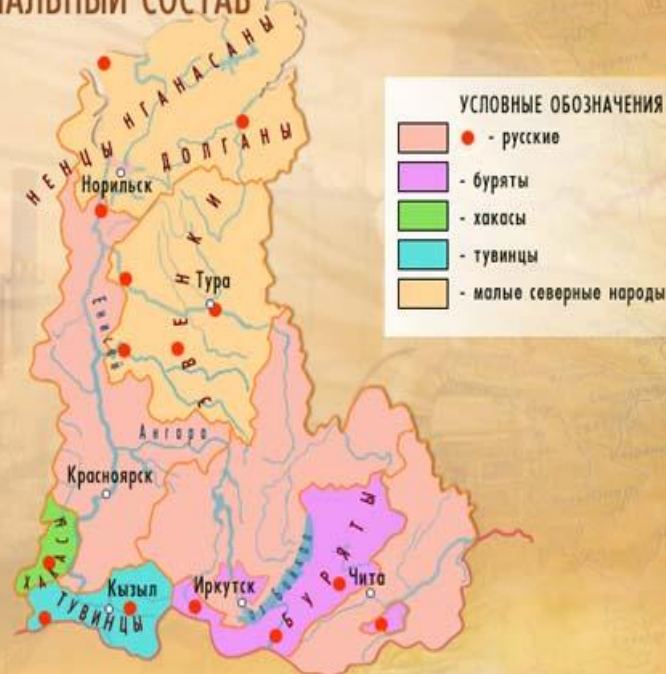 АЛЬНЫЙ СОСТАВ
НЕНЦЫ НГАНАСАНЫ
ДОЛГАНЫ
Норильск
ЭВЕНКИ
Тура
Енисей
Ангара
Красноярск
ХАКАСЫ
Кызыл
ТУВИНЦЫ
Иркутск
БУРЯТЫ
Чита
УСЛОВНЫЕ ОБОЗНАЧЕНИЯ
- русские
- буряты
- хакасы
- тувинцы
- малые северные народы